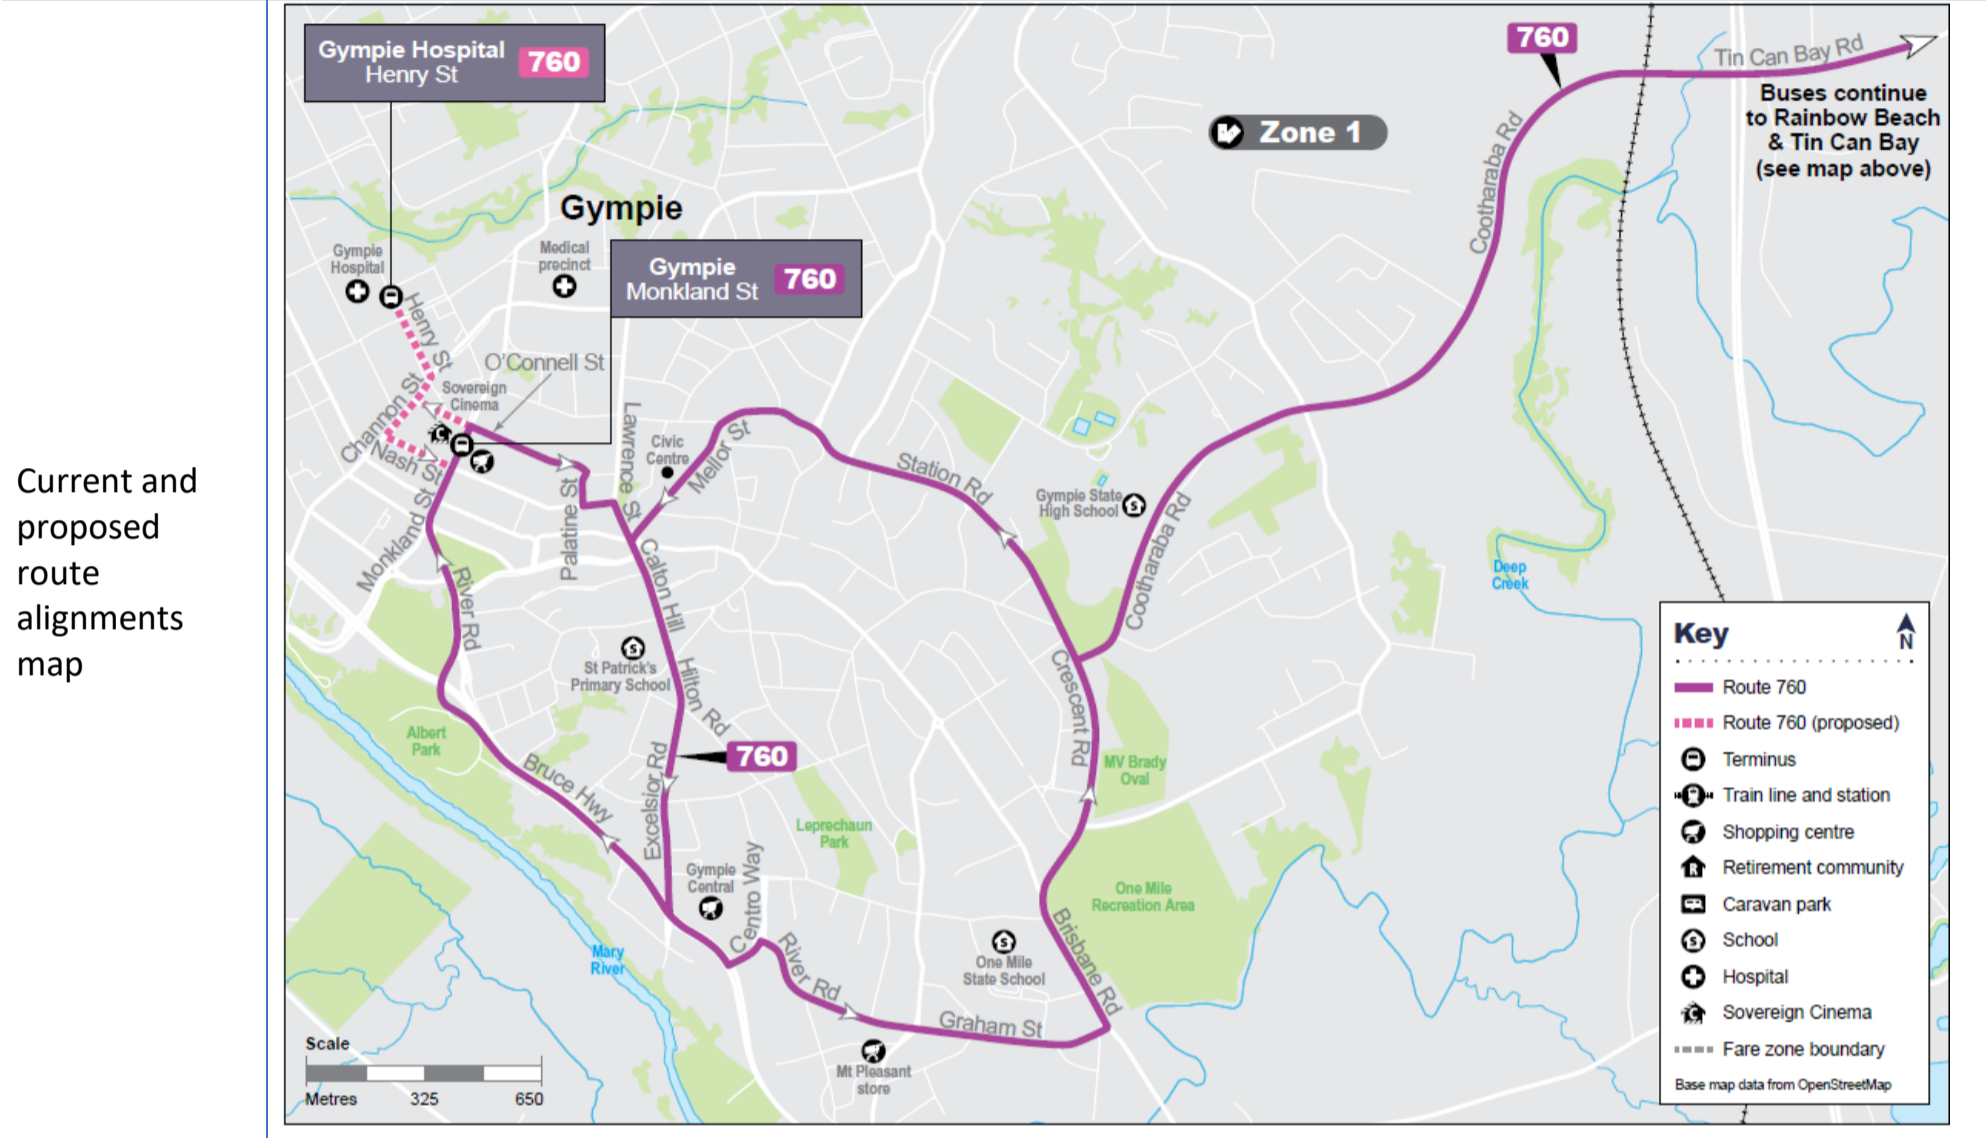 Current and
proposed
route
alignments
map
Gympie Hospital
Henry St
760
760
Tin Can Bay Rd
Buses continue
to Rainbow Beach
& Tin Can Bay
(see map above)
Zone 1
Cootharaba Rd
Gympie
Gympie
Hospital
Medical
precinct
Gympie
Monkland St
760
Henry St
O'Connell St
Channon St
Sovereign
Cinema
Nash St
Lawrence St
Civic
Centre
Mellor St
Station Rd
Gympie State
High School
Cootharaba Rd
Monkland St
Palatine St
River Rd
Calton Hill
Deep
Creek
St Patrick's
Primary School
Hilton Rd
Crescent Rd
Albert
Park
Bruce Hwy
Excelsior Rd
760
MV Brady
Oval
Leprechaun
Park
Gympie
Central
Centro Way
One Mile
Recreation Area
Mary
River
River Rd
One Mile
State School
Brisbane Rd
Graham St
Mt Pleasant
store
Scale
Metres 325 650
Key
N
Route 760
Route 760 (proposed)
Terminus
Train line and station
Shopping centre
R Retirement community
Caravan park
S School
Hospital
C Sovereign Cinema
Fare zone boundary
Base map data from OpenStreetMap